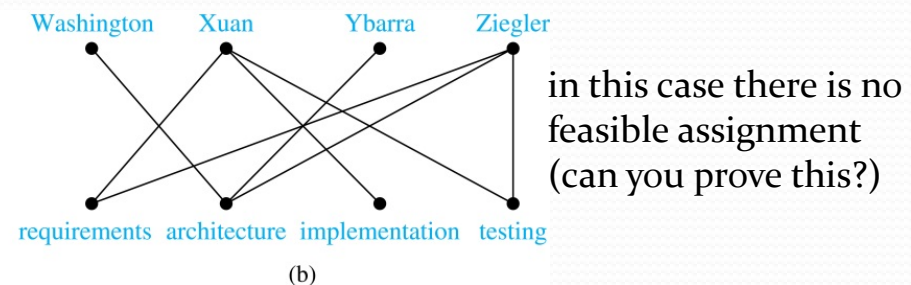 Washington Xuan Ybarra Ziegler
in this case there is no
feasible assignment
(can you prove this?)
requirements architecture implementation testing
(b)